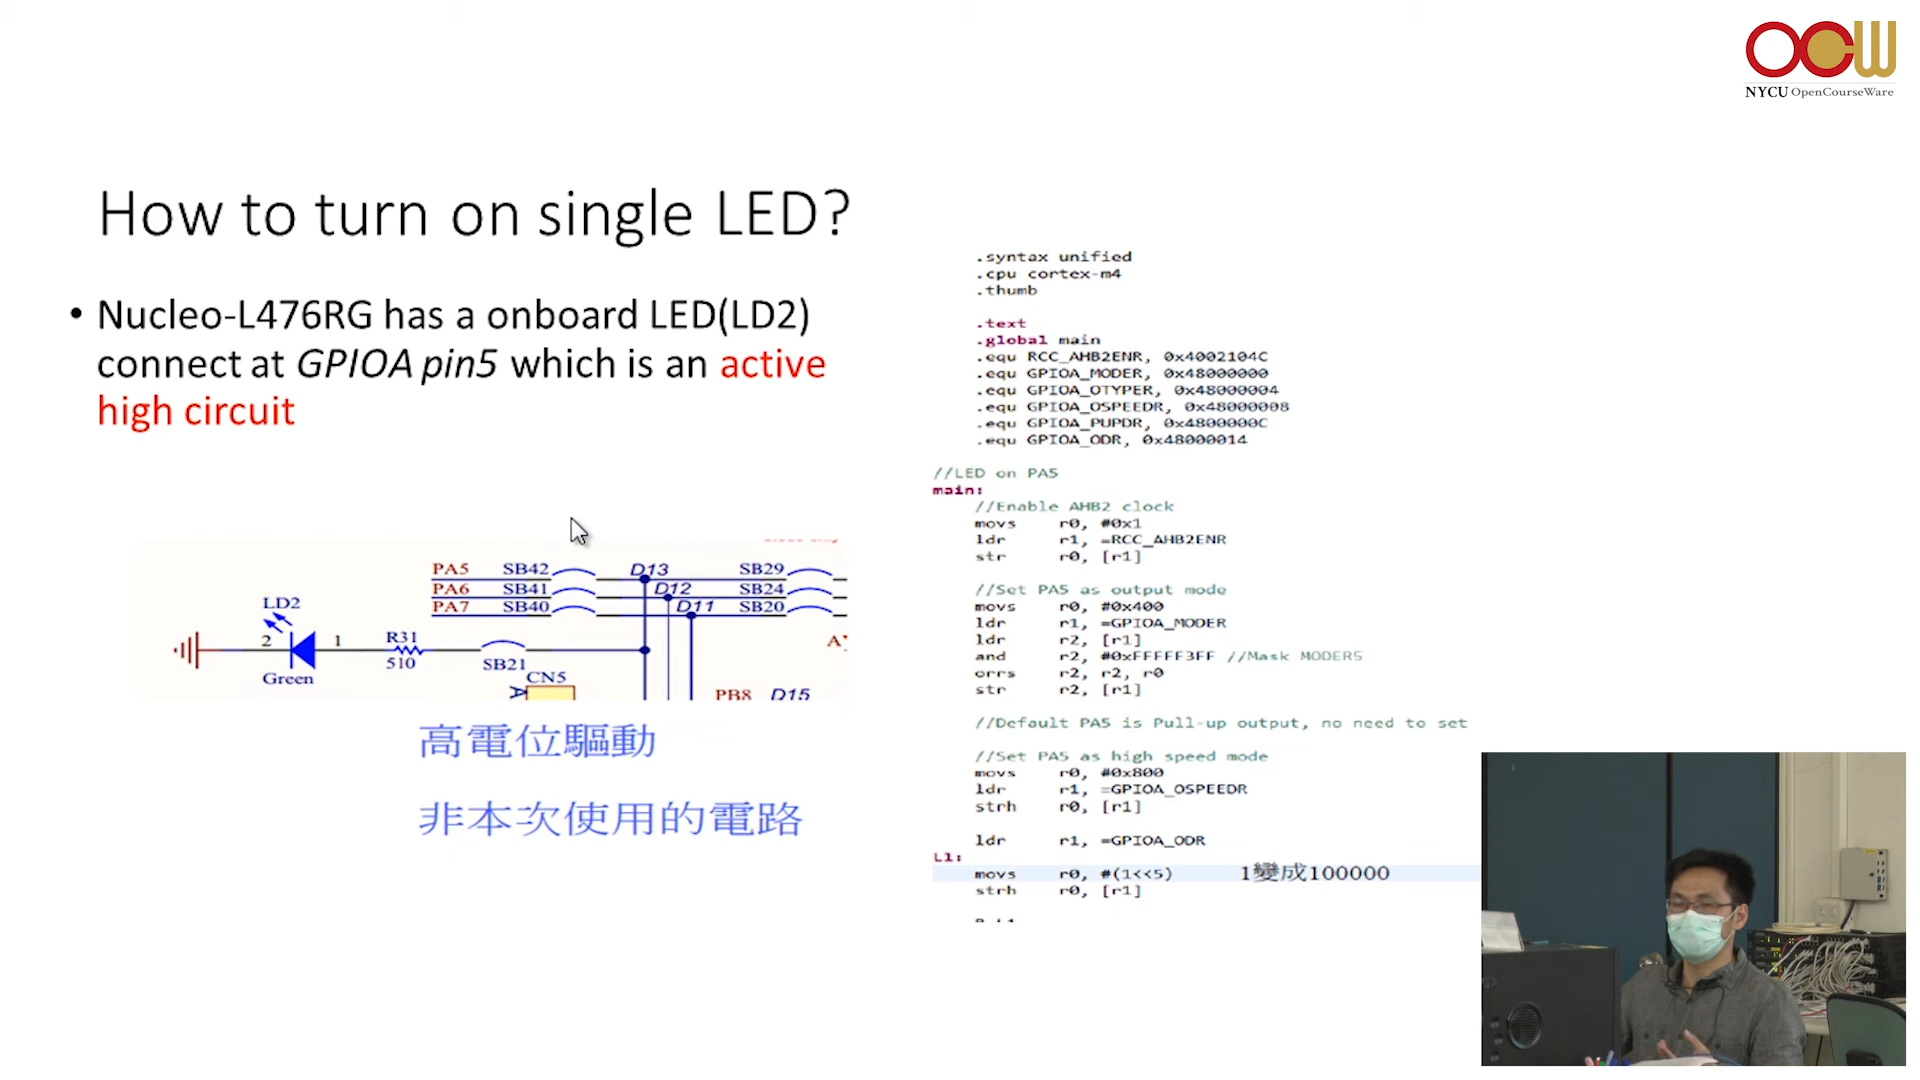 OCW
NYCU OpenCourseWare
How to turn on single LED?
• Nucleo-L476RG has a onboard LED(LD2)
connect at GPIOA pin5 which is an active
high circuit
PA5 SB42 D13 SB29
PA6 SB41 D12 SB24
PA7 SB40 D11 SB20
LD2
2 1 R31
510
SB21
Green
CN5
PB8 D15
高電位驅動
非本次使用的電路
.syntax unified
.cpu cortex-m4
.thumb
.text
.global main
.equ RCC_AHB2ENR, 0x4002104C
.equ GPIOA_MODER, 0x48000000
.equ GPIOA_OTYPER, 0x48000004
.equ GPIOA_OSPEEDR, 0x48000008
.equ GPIOA_PUPDR, 0x4800000C
.equ GPIOA_ODR, 0x48000014
//LED on PA5
main:
//Enable AHB2 clock
movs r0, #0x1
ldr r1, =RCC_AHB2ENR
str r0, [r1]
//Set PA5 as output mode
movs r0, #0x400
ldr r1, =GPIOA_MODER
ldr r2, [r1]
and r2, #0xFFFFF3FF //Mask MODER5
orrs r2, r2, r0
str r2, [r1]
//Default PA5 is Pull-up output, no need to set
//Set PA5 as high speed mode
movs r0, #0x800
ldr r1, =GPIOA_OSPEEDR
strh r0, [r1]
ldr r1, =GPIOA_ODR
L1:
movs r0, #(1<<5) 1變成100000
strh r0, [r1]